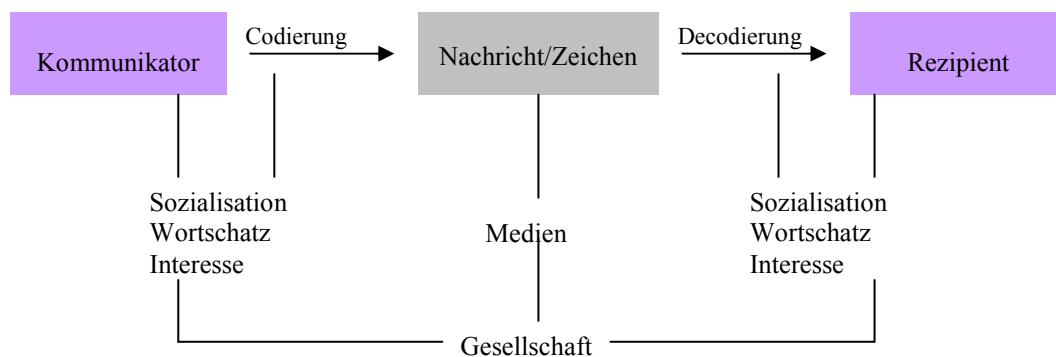 Kommunikator
Codierung
Nachricht/Zeichen
Decodierung
Rezipient
Sozialisation
Wortschatz
Interesse
Medien
Sozialisation
Wortschatz
Interesse
Gesellschaft